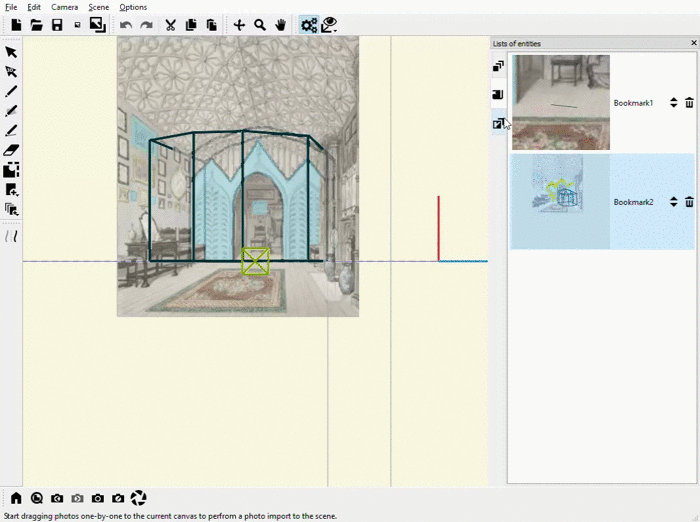 File Edit Camera Scene Options
Lists of entities
Bookmark1
Bookmark2
Start dragging photos one-by-one to the current canvas to perfrom a photo import to the scene.